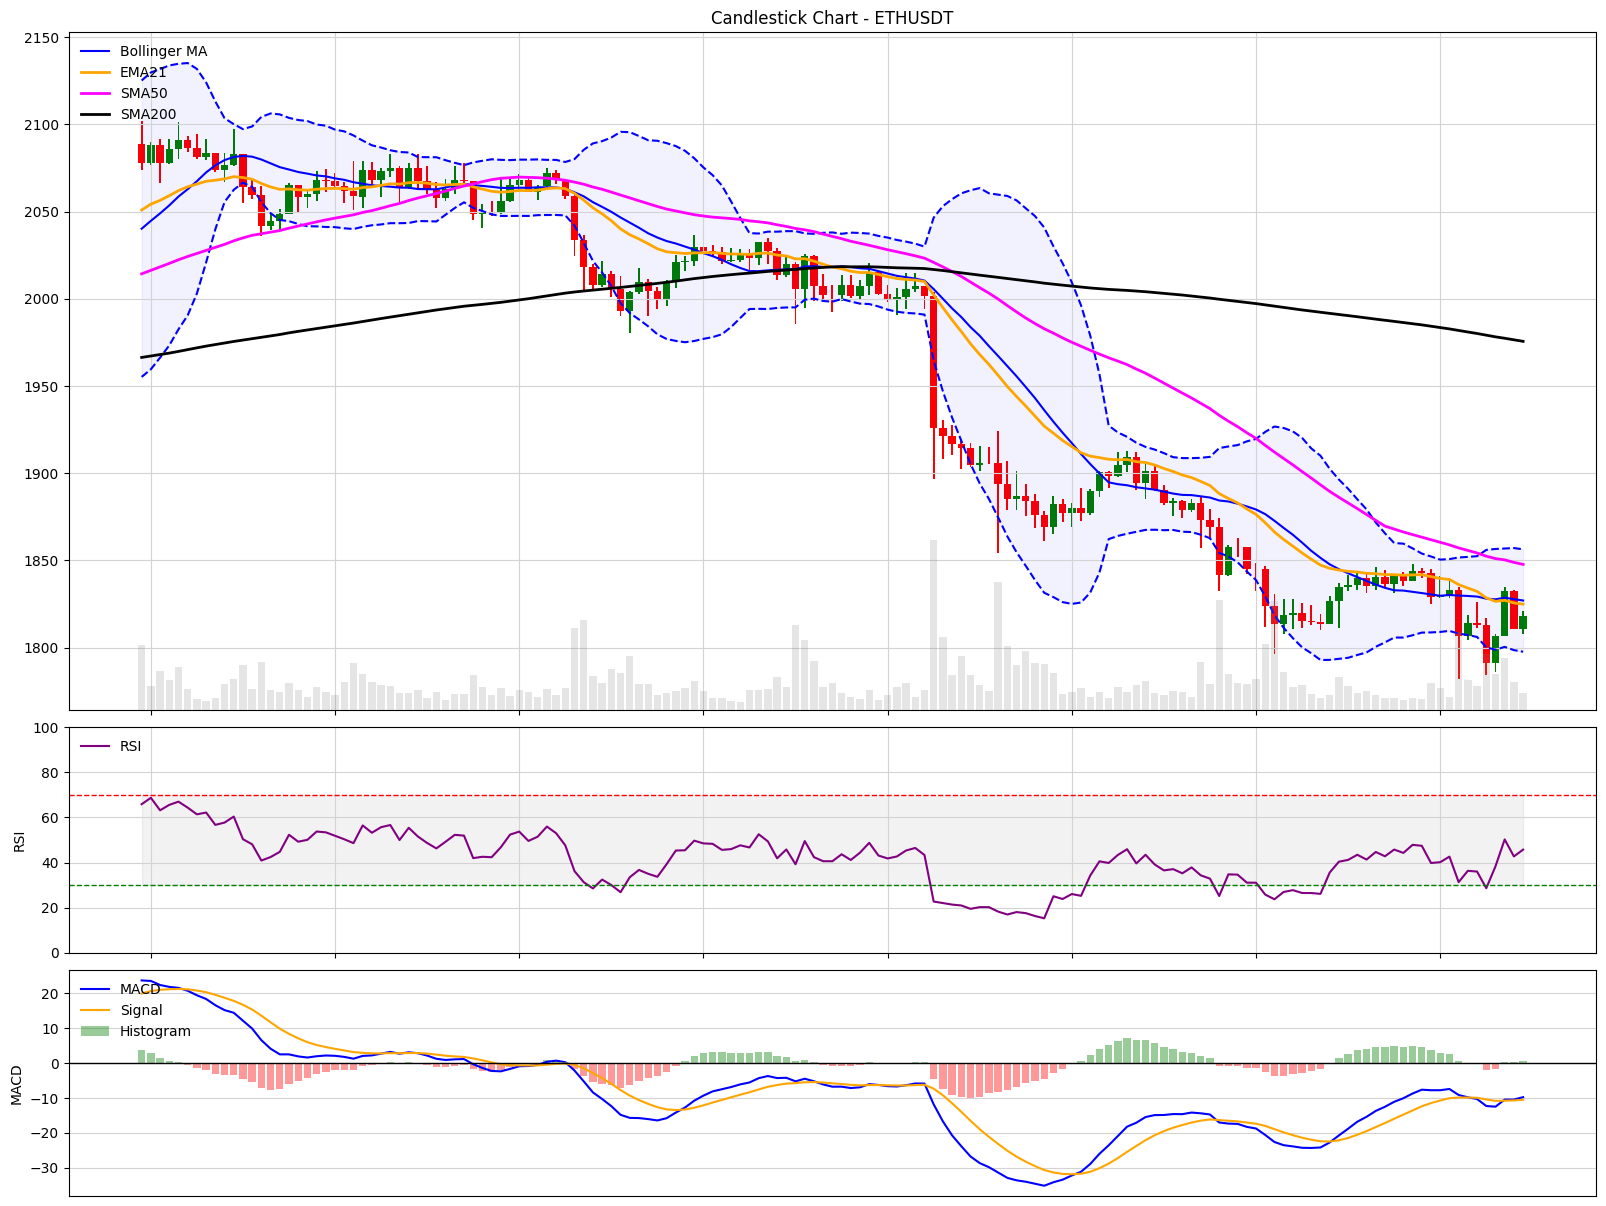 Candlestick Chart - ETHUSDT
2150
2100
2050
2000
1950
1900
1850
1800
Bollinger MA
EMA21
SMA50
SMA200
100
80
60
40
20
0
RSI
RSI
20
10
0
−10
−20
−30
MACD
MACD
Signal
Histogram